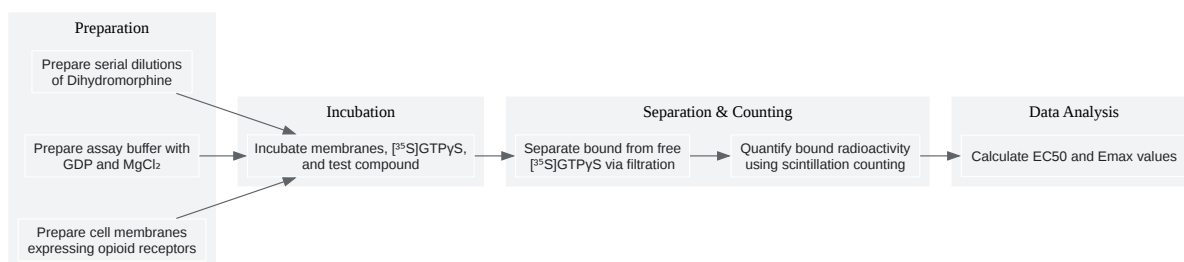 Preparation
Prepare serial dilutions
of Dihydromorphine
Prepare assay buffer with
GDP and MgCl₂
Prepare cell membranes
expressing opioid receptors
Incubation
Incubate membranes, [³⁵S]GTPγS,
and test compound
Separation & Counting
Separate bound from free
[³⁵S]GTPγS via filtration
Quantify bound radioactivity
using scintillation counting
Data Analysis
Calculate EC50 and Emax values